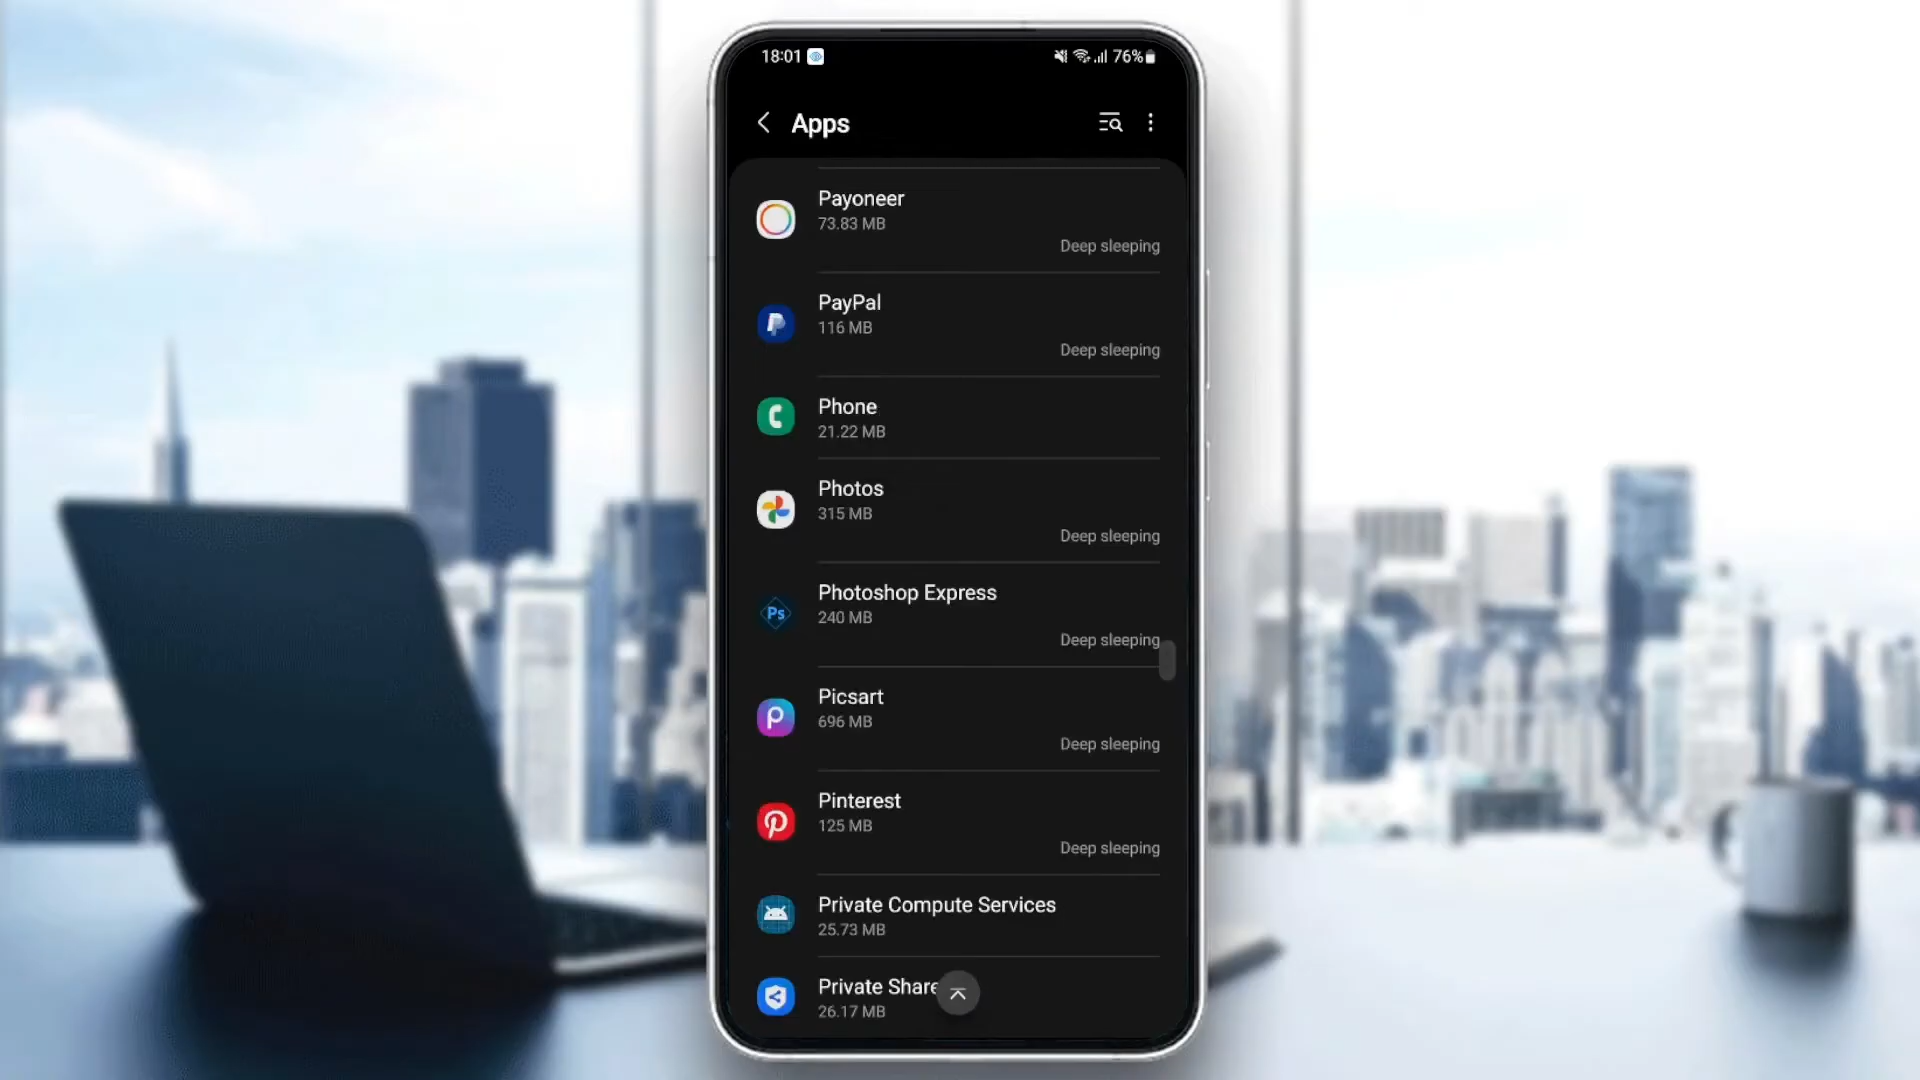 18:01
76%
Apps
Payoneer
73.83 MB
Deep sleeping
PayPal
116 MB
Deep sleeping
Phone
21.22 MB
Photos
315 MB
Deep sleeping
Ps
Photoshop Express
240 MB
Deep sleeping
Picsart
696 MB
Deep sleeping
Pinterest
125 MB
Deep sleeping
Private Compute Services
25.73 MB
Private Share
26.17 MB